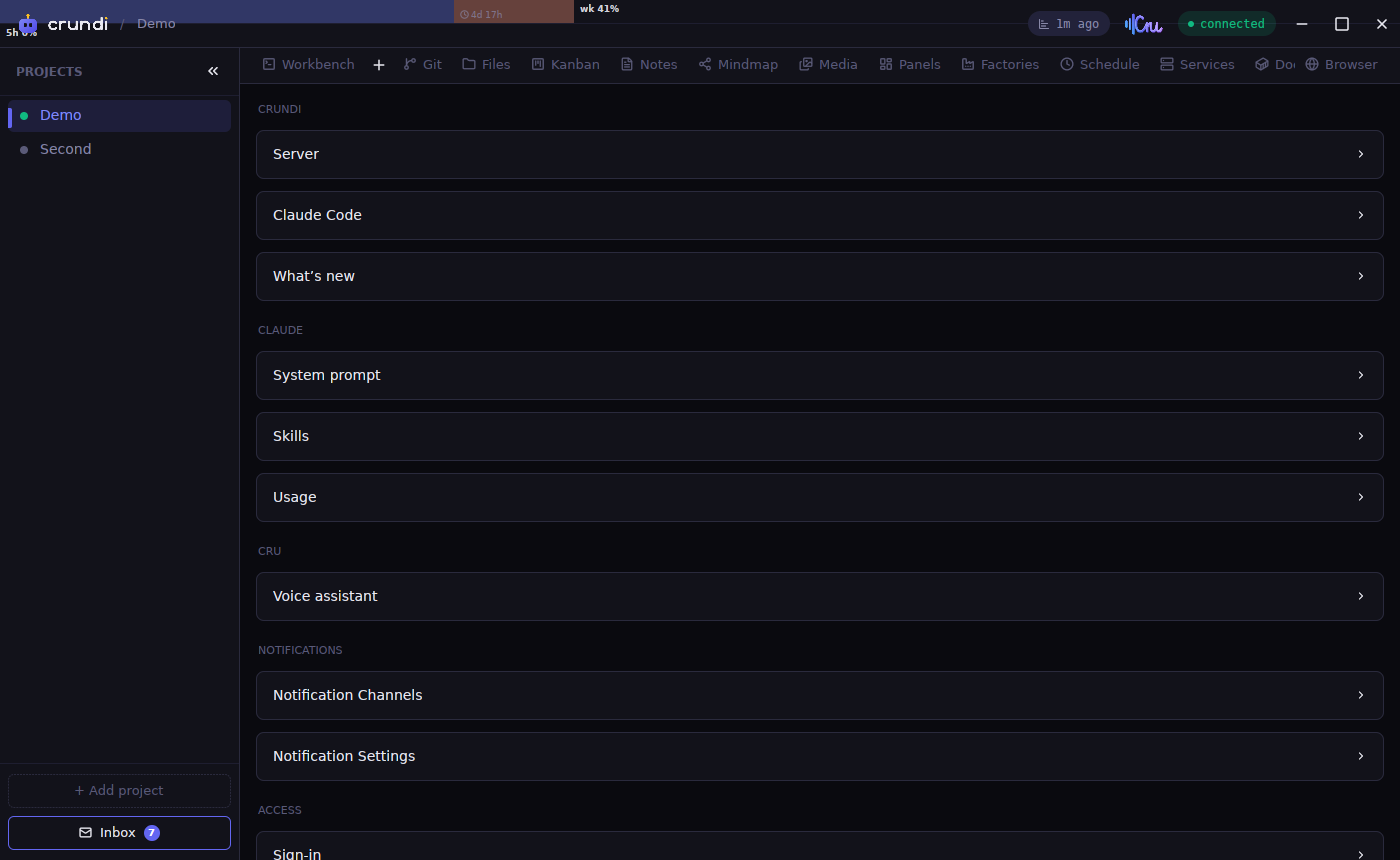 4d 17h
wk 41%
5h 6%
crundi / Demo
1m ago
Cru
connected
PROJECTS
Demo
Second
+ Add project
Inbox 7
Workbench + Git Files Kanban Notes Mindmap Media Panels Factories Schedule Services Doc Browser
CRUNDI
Server
Claude Code
What’s new
CLAUDE
System prompt
Skills
Usage
CRU
Voice assistant
NOTIFICATIONS
Notification Channels
Notification Settings
ACCESS
Sign-in